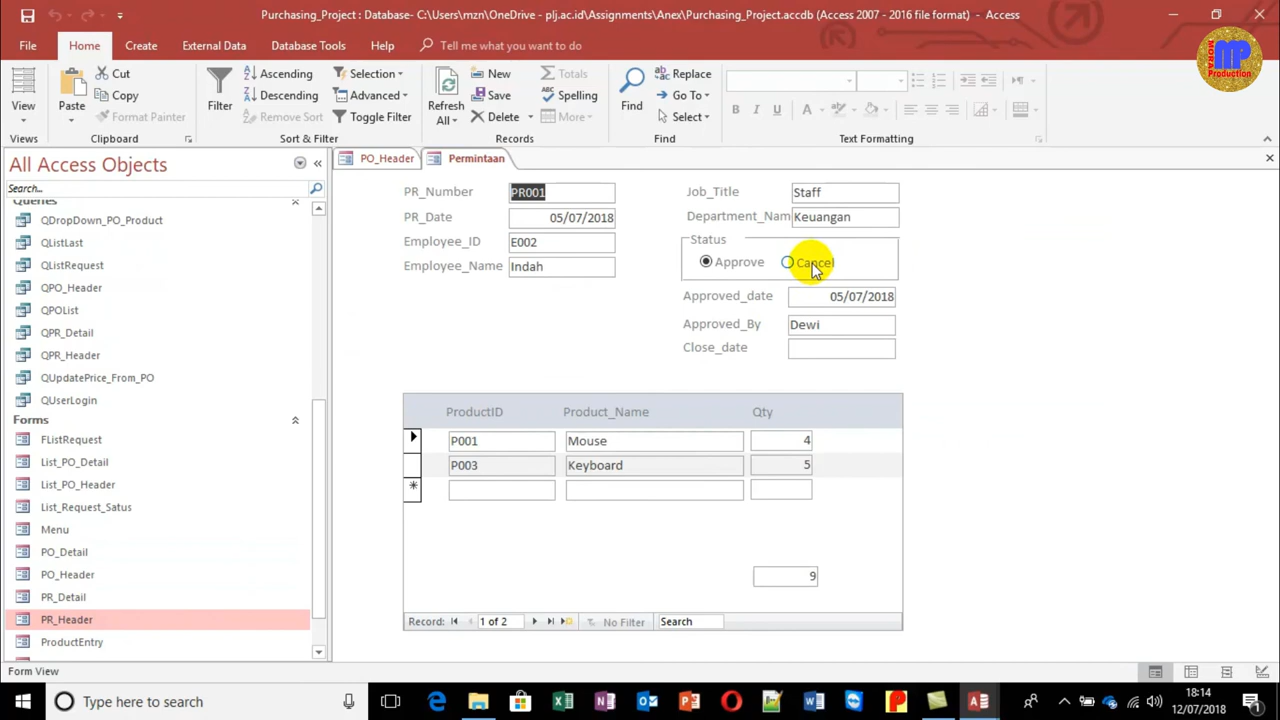 Purchasing_Project : Database- C:\Users\mzn\OneDrive - plj.ac.id\Assignments\Anex\Purchasing_Project.accdb (Access 2007 - 2016 file format) - Access
File Home Create External Data Database Tools Help Tell me what you want to do
MORA
MP
Production
View
Views
Paste
Cut
Copy
Format Painter
Clipboard
Filter
Ascending
Descending
Remove Sort
Selection
Advanced
Toggle Filter
Sort & Filter
Refresh
All
New
Save
Delete
Totals
Spelling
More
Records
Find
Replace
Go To
Select
Find
B I U A
Text Formatting
All Access Objects
Search...
Queries
QDropDown_PO_Product
QListLast
QListRequest
QPO_Header
QPOList
QPR_Detail
QPR_Header
QUpdatePrice_From_PO
QUserLogin
Forms
FListRequest
List_PO_Detail
List_PO_Header
List_Request_Satus
Menu
PO_Detail
PO_Header
PR_Detail
PR_Header
ProductEntry
PO_Header Permintaan
PR_Number PR001
PR_Date 05/07/2018
Employee_ID E002
Employee_Name Indah
Job_Title Staff
Department_Nam Keuangan
Status
Approve Cancel
Approved_date 05/07/2018
Approved_By Dewi
Close_date
ProductID Product_Name Qty
P001 Mouse 4
P003 Keyboard 5
9
Record: 1 of 2 No Filter Search
Form View
Type here to search
18:14
12/07/2018